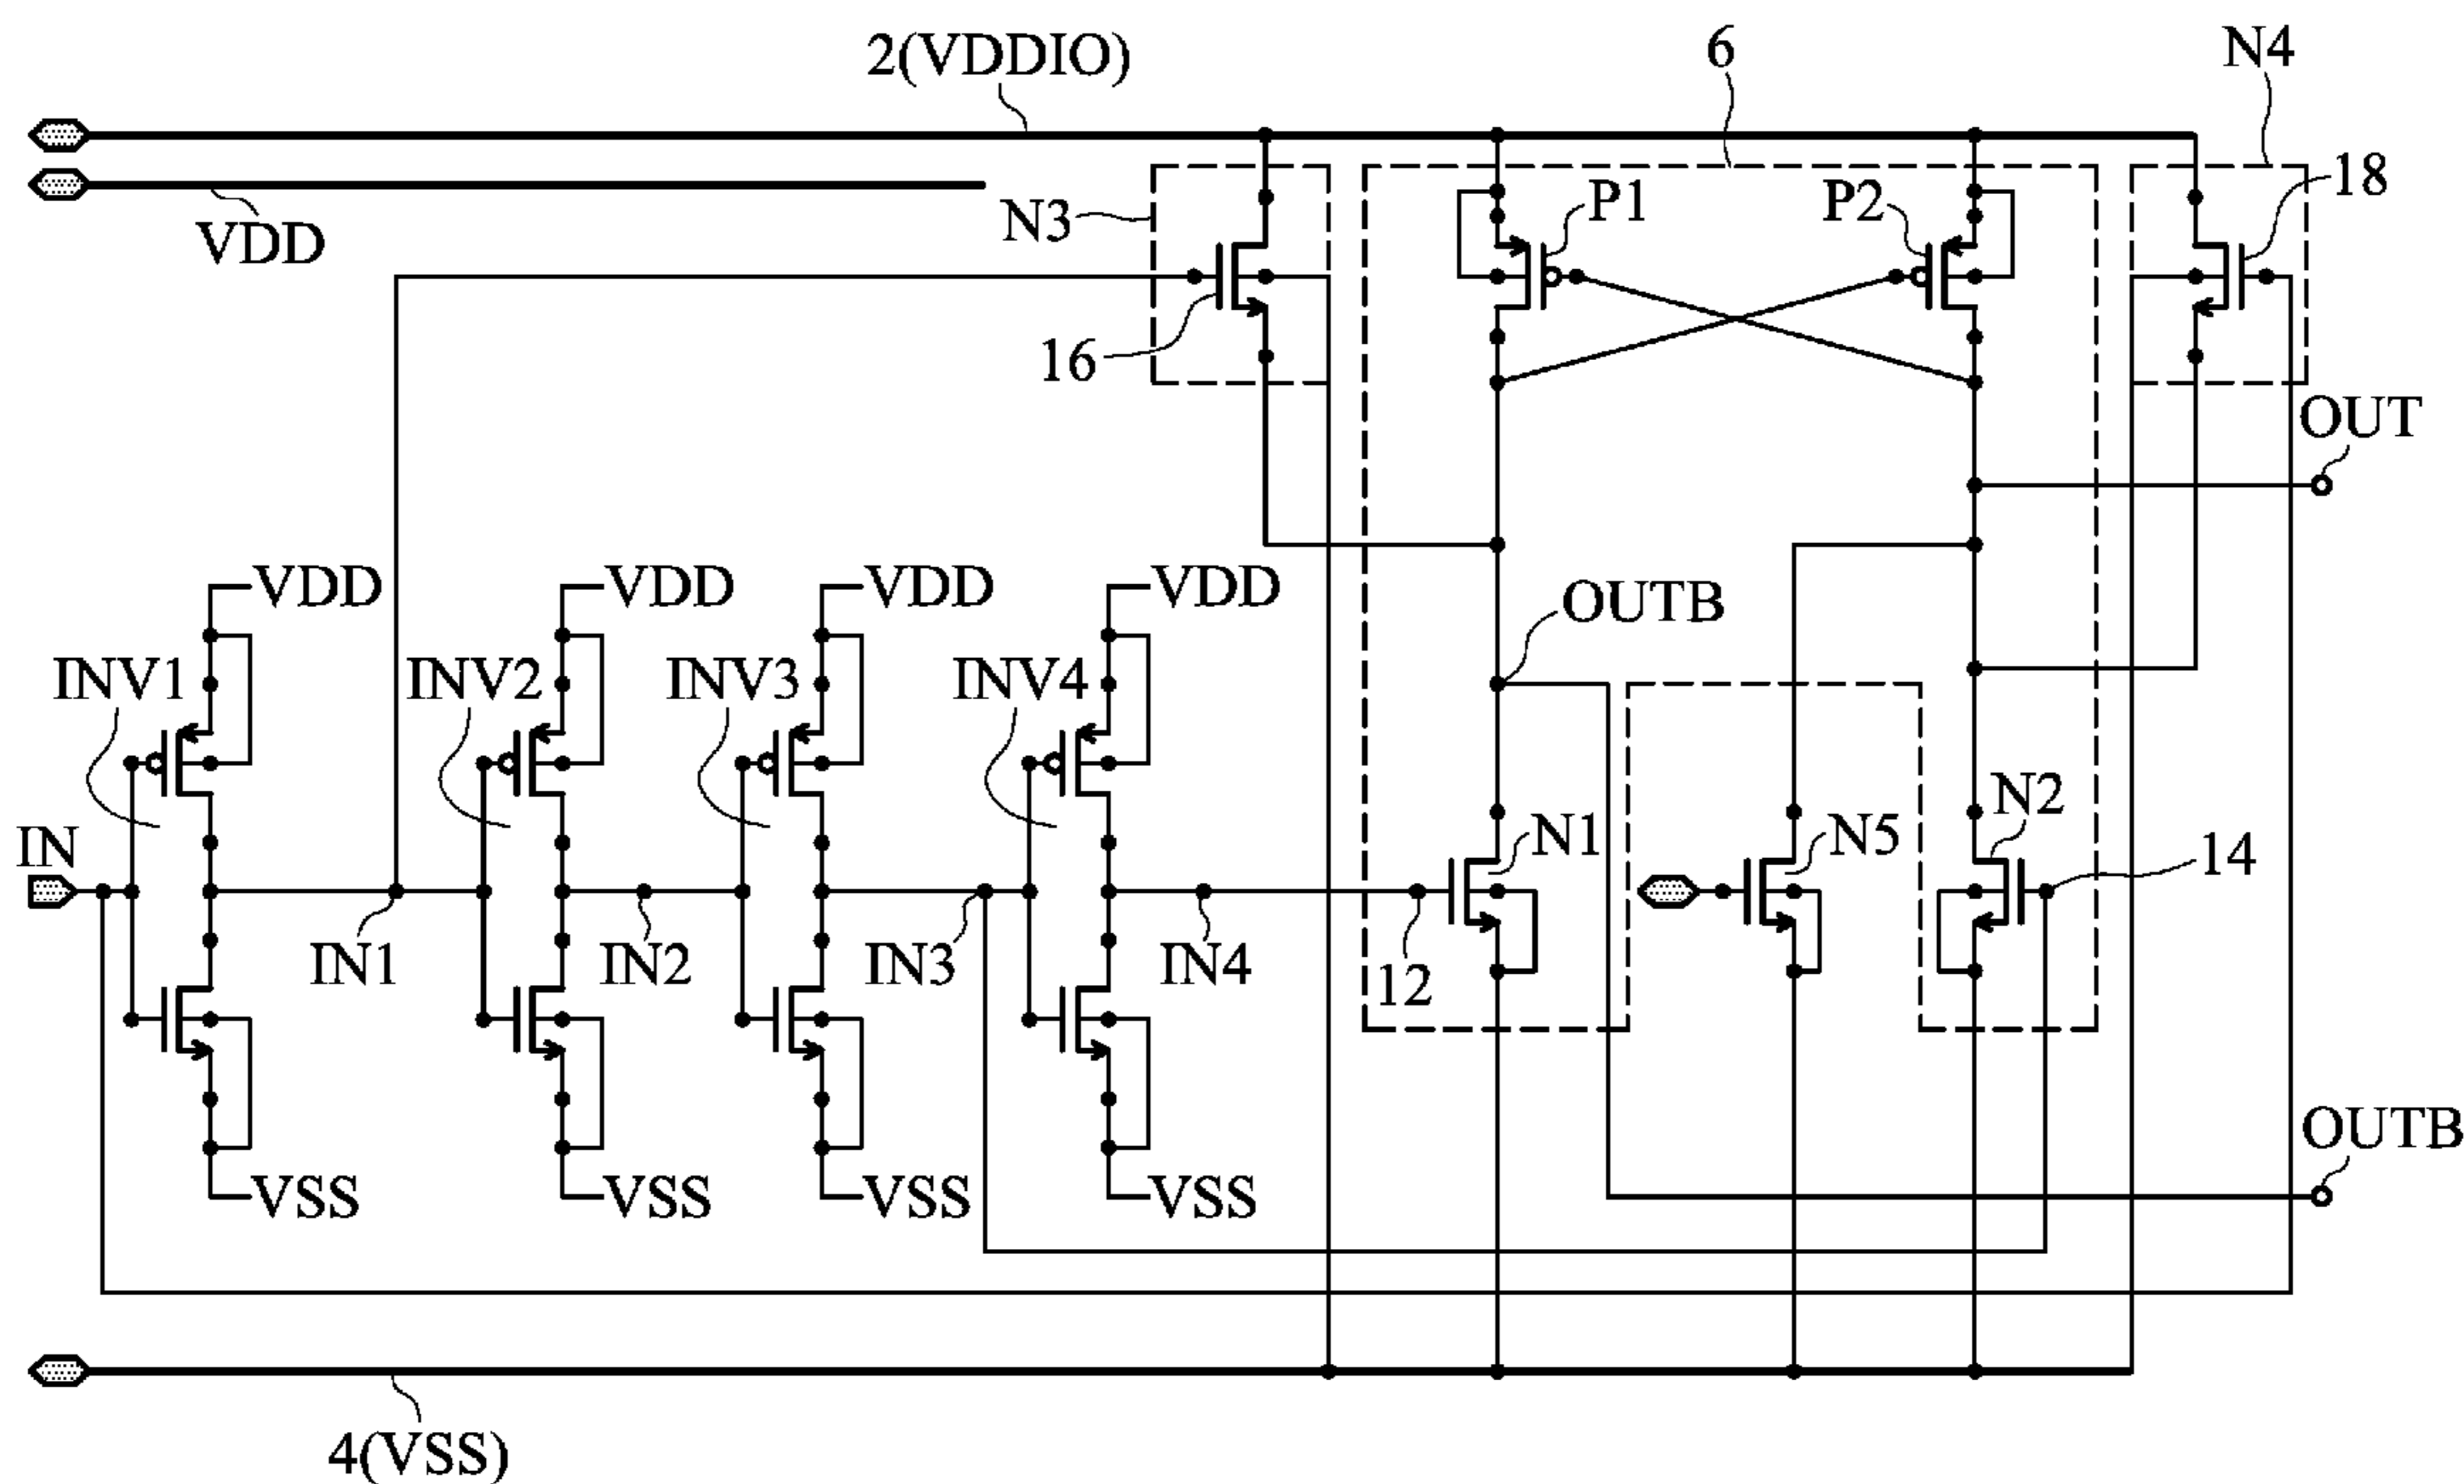 2(VDDIO)
6
N4
VDD
N3
P1
P2
18
16
OUT
VDD
VDD
VDD
VDD
OUTB
INV1
INV2
INV3
INV4
IN
N1
N5
N2
14
IN1
IN2
IN3
IN4
12
OUTB
VSS
VSS
VSS
VSS
4(VSS)